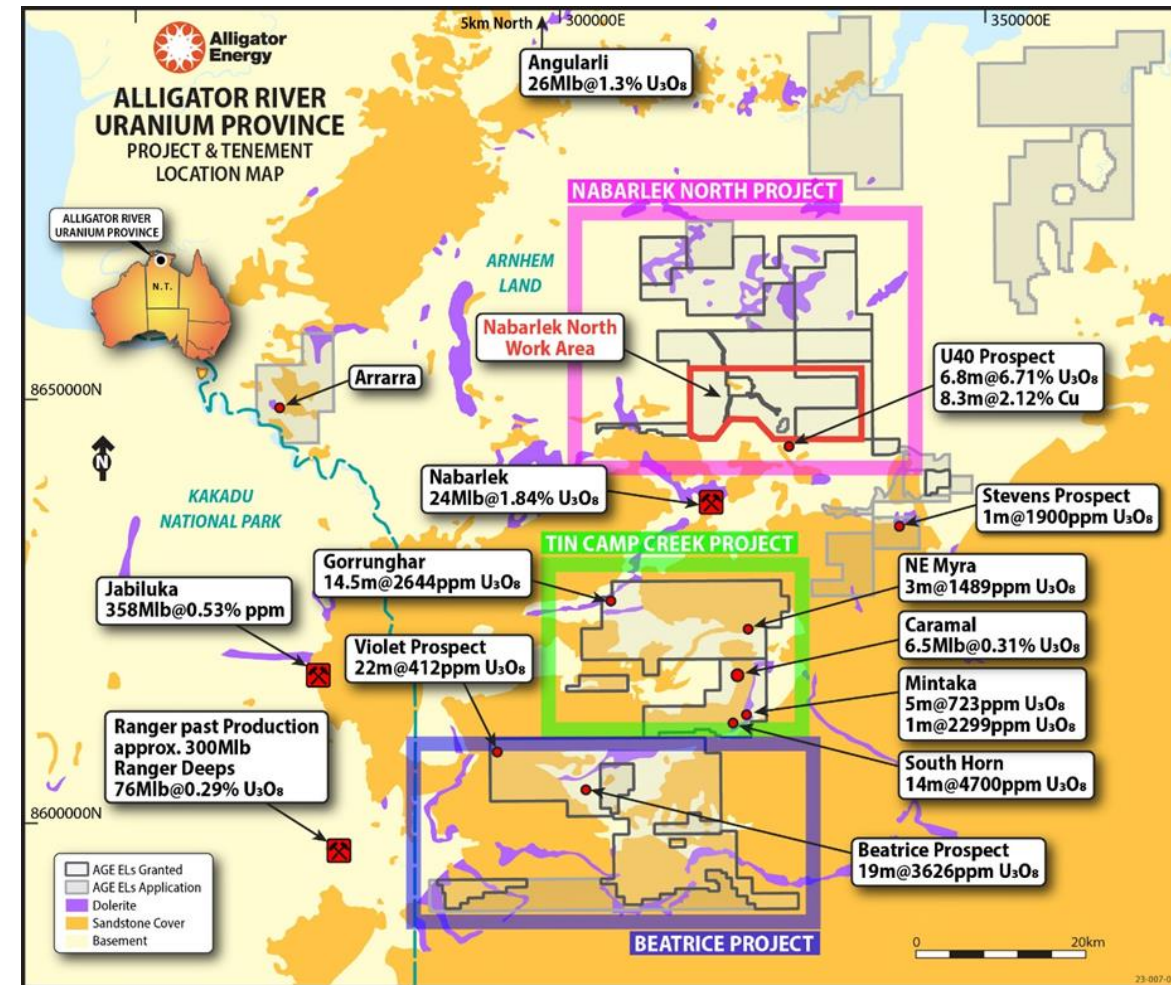 5km North
300000E
350000E
Alligator
Energy
ALLIGATOR RIVER
URANIUM PROVINCE
PROJECT & TENEMENT
LOCATION MAP
Angularli
26Mlb@1.3% U₃O₈
NABARLEK NORTH PROJECT
ALLIGATOR RIVER
URANIUM PROVINCE
N.T.
ARNHEM
LAND
Nabarlek North
Work Area
U40 Prospect
6.8m@6.71% U₃O₈
8.3m@2.12% Cu
Arrarra
8650000N
N
KAKADU
NATIONAL PARK
Nabarlek
24Mlb@1.84% U₃O₈
Stevens Prospect
1m@1900ppm U₃O₈
TIN CAMP CREEK PROJECT
Gorrunghar
14.5m@2644ppm U₃O₈
NE Myra
3m@1489ppm U₃O₈
Jabiluka
358Mlb@0.53% ppm
Caramal
6.5Mlb@0.31% U₃O₈
Violet Prospect
22m@412ppm U₃O₈
Mintaka
5m@723ppm U₃O₈
1m@2299ppm U₃O₈
Ranger past Production
approx. 300Mlb
Ranger Deeps
76Mlb@0.29% U₃O₈
South Horn
14m@4700ppm U₃O₈
8600000N
Beatrice Prospect
19m@3626ppm U₃O₈
AGE ELs Granted
AGE ELs Application
Dolerite
Sandstone Cover
Basement
BEATRICE PROJECT
0
20km